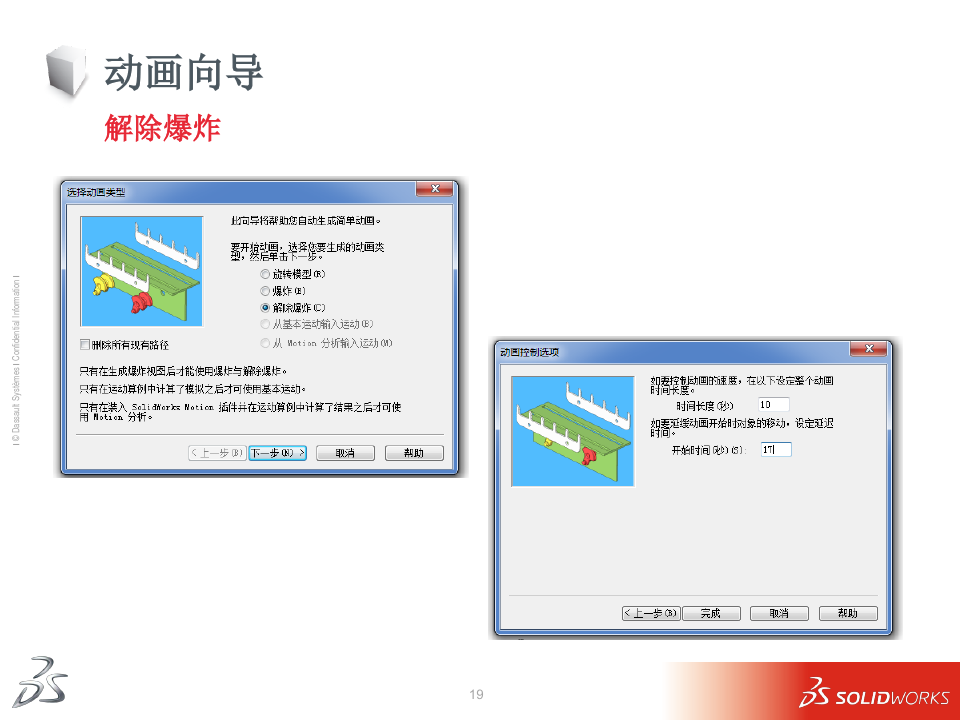 动画向导
解除爆炸
选择动画类型
此向导将帮助您自动生成简单动画。
要开始动画，选择您要生成的动画类
型，然后单击下一步。
旋转模型(R)
爆炸(E)
解除爆炸(C)
从基本运动输入运动(B)
从 Motion 分析输入运动(M)
删除所有现有路径
只有在生成爆炸视图后才能使用爆炸与解除爆炸。
只有在运动算例中计算了模拟之后才可使用基本运动。
只有在装入 SolidWorks Motion 插件并在运动算例中计算了结果之后才可使
用 Motion 分析。
< 上一步(B)
下一步(N) >
取消
帮助
动画控制选项
如要控制动画的速度，在以下设定整个动画
时间长度。
时间长度(秒) 10
如要延缓动画开始时对象的移动，设定延迟
时间。
开始时间(秒)(S): 17
< 上一步(B)
完成
取消
帮助
I © Dassault Systèmes I Confidential Information I
19
SOLIDWORKS